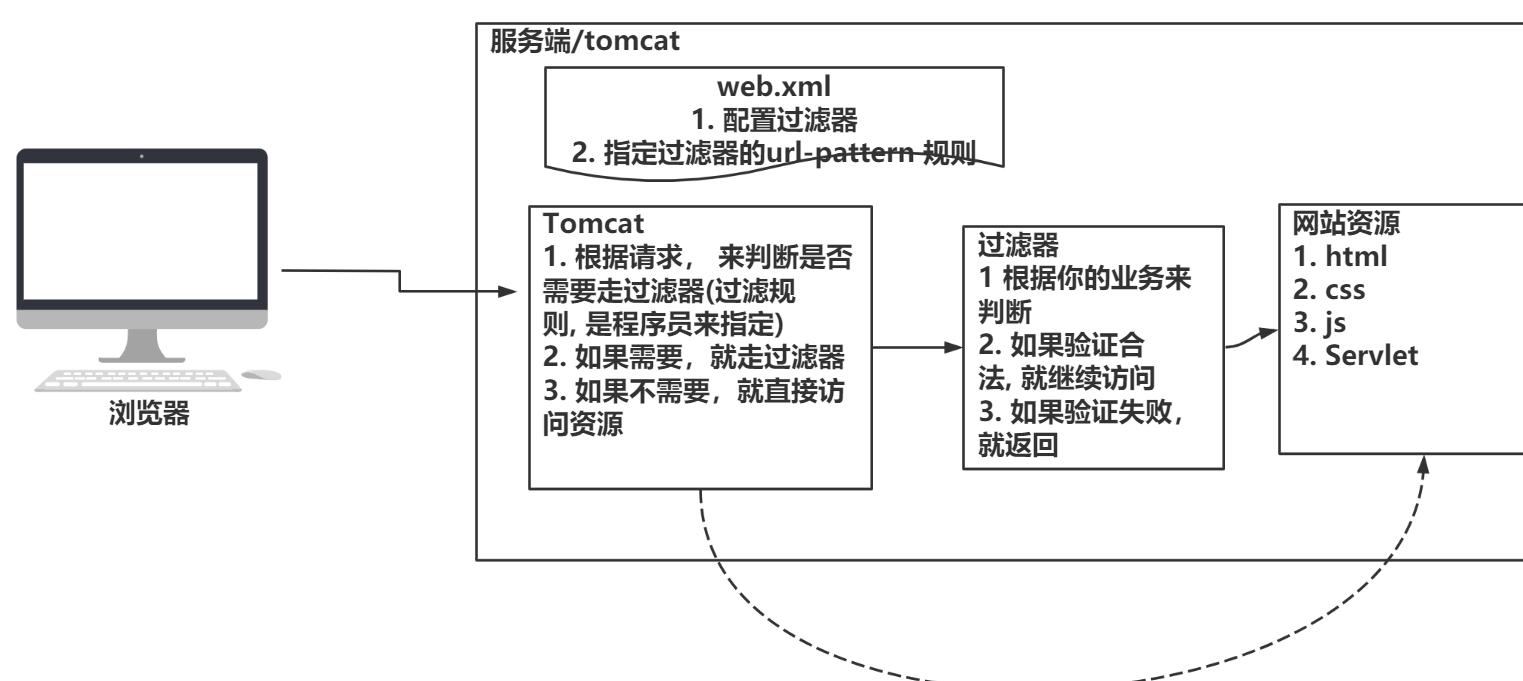 服务端/tomcat
web.xml
1. 配置过滤器
2. 指定过滤器的url-pattern 规则
浏览器
Tomcat
1. 根据请求， 来判断是否
需要走过滤器(过滤规
则, 是程序员来指定)
2. 如果需要，就走过滤器
3. 如果不需要，就直接访
问资源
过滤器
1 根据你的业务来
判断
2. 如果验证合
法, 就继续访问
3. 如果验证失败，
就返回
网站资源
1. html
2. css
3. js
4. Servlet